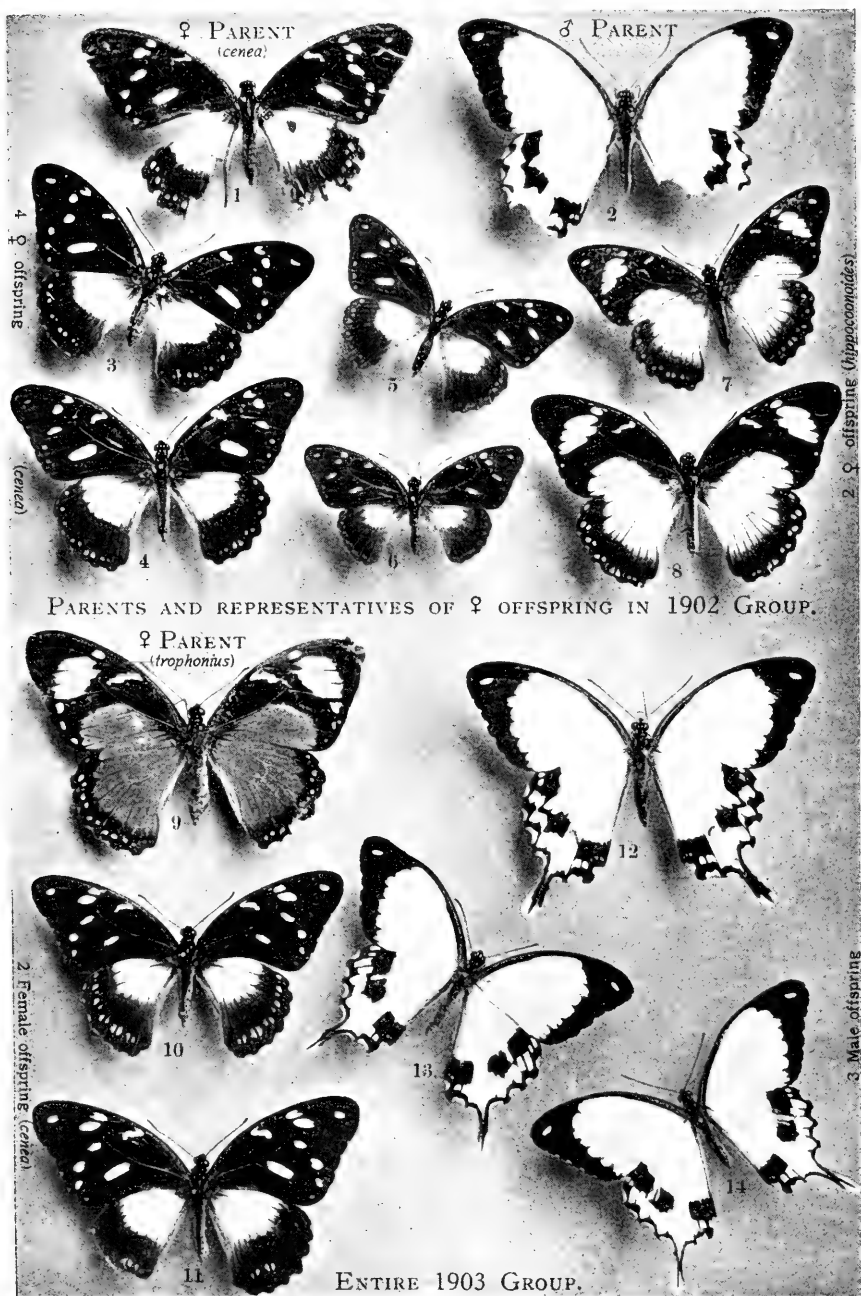 ♀ PARENT
(cenea)
♂ PARENT
1
2
4 ♀ offspring
(cenea)
3
5
7
2 ♀ offspring (hippocoonoides)
4
6
8
PARENTS AND REPRESENTATIVES OF ♀ OFFSPRING IN 1902 GROUP.
♀ PARENT
(trophonius)
9
12
2 Female offspring (cenea)
10
13
3 Male offspring
14
11
ENTIRE 1903 GROUP.